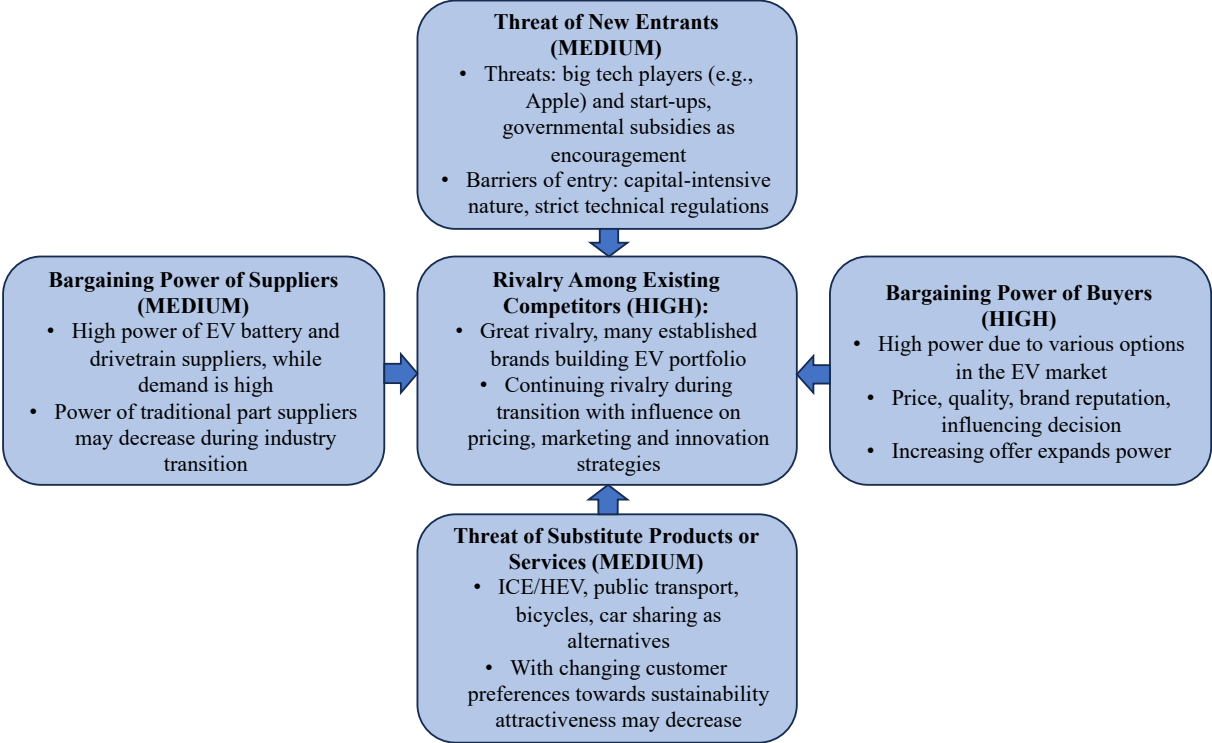 Threat of New Entrants
(MEDIUM)
• Threats: big tech players (e.g.,
Apple) and start-ups,
governmental subsidies as
encouragement
• Barriers of entry: capital-intensive
nature, strict technical regulations
Bargaining Power of Suppliers
(MEDIUM)
• High power of EV battery and
drivetrain suppliers, while
demand is high
• Power of traditional part suppliers
may decrease during industry
transition
Rivalry Among Existing
Competitors (HIGH):
• Great rivalry, many established
brands building EV portfolio
• Continuing rivalry during
transition with influence on
pricing, marketing and innovation
strategies
Bargaining Power of Buyers
(HIGH)
• High power due to various options
in the EV market
• Price, quality, brand reputation,
influencing decision
• Increasing offer expands power
Threat of Substitute Products or
Services (MEDIUM)
• ICE/HEV, public transport,
bicycles, car sharing as
alternatives
• With changing customer
preferences towards sustainability
attractiveness may decrease